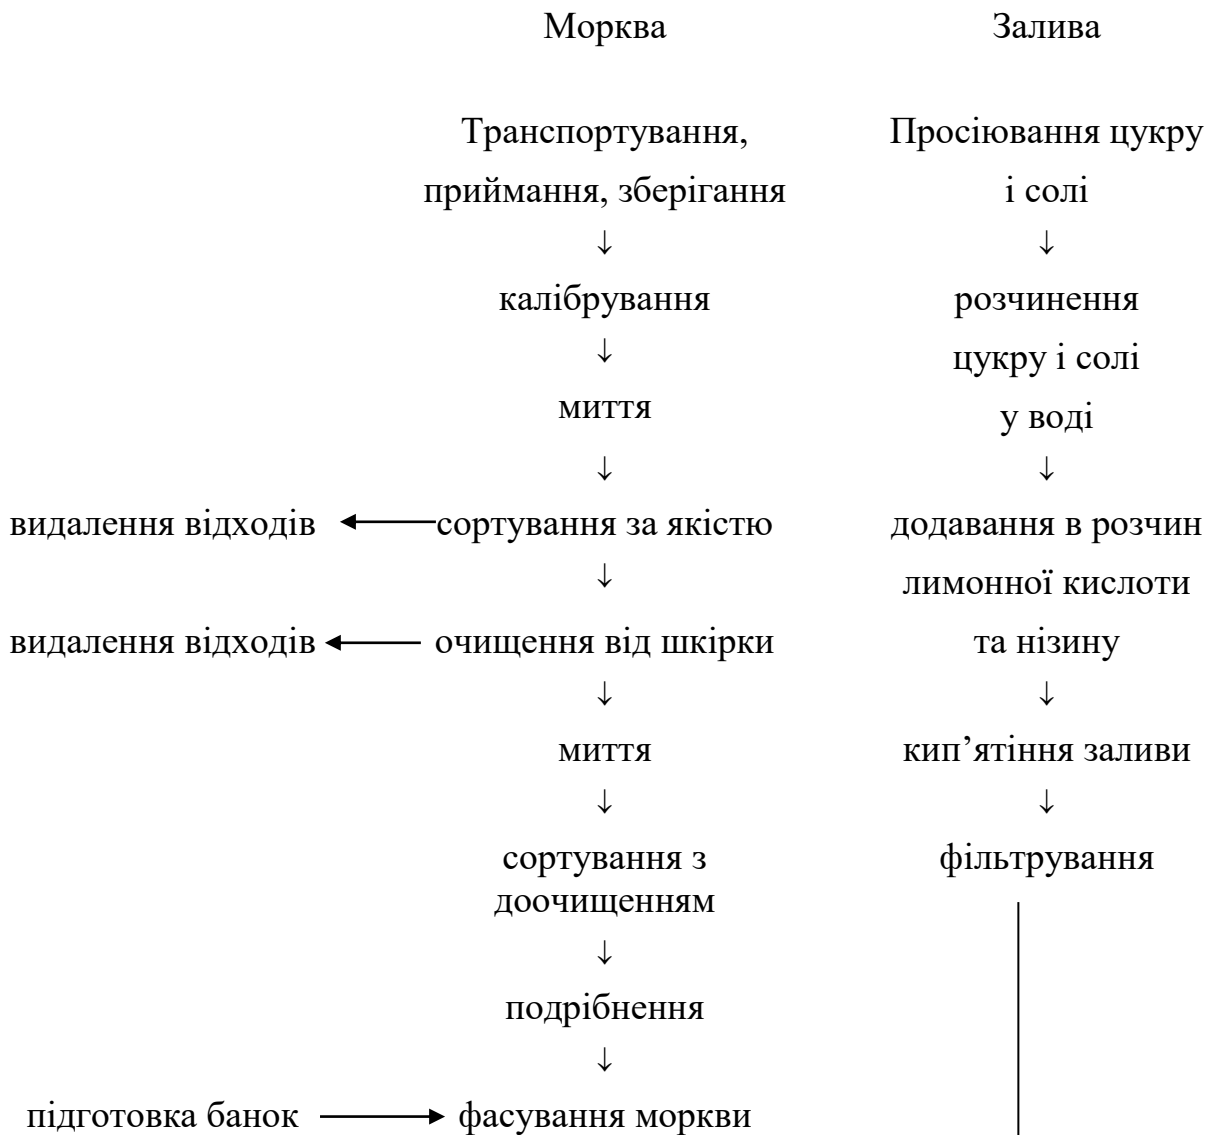 Морква
Залива
Транспортування,
приймання, зберігання
↓
калібрування
↓
миття
↓
видалення відходів ← сортування за якістю
↓
видалення відходів ← очищення від шкірки
↓
миття
↓
сортування з
доочищенням
↓
подрібнення
↓
підготовка банок → фасування моркви
Просіювання цукру
і солі
↓
розчинення
цукру і солі
у воді
↓
додавання в розчин
лимонної кислоти
та нізину
↓
кип’ятіння заливи
↓
фільтрування